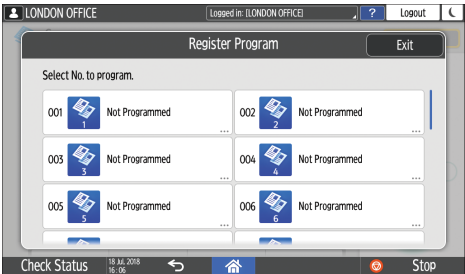 LONDON OFFICE
Logged in: [LONDON OFFICE]
?
Logout
Register Program
Exit
Select No. to program.
001
1
Not Programmed
...
002
2
Not Programmed
...
003
3
Not Programmed
...
004
4
Not Programmed
...
005
5
Not Programmed
...
006
6
Not Programmed
...
Check Status
18 Jul. 2018
16:06
Stop